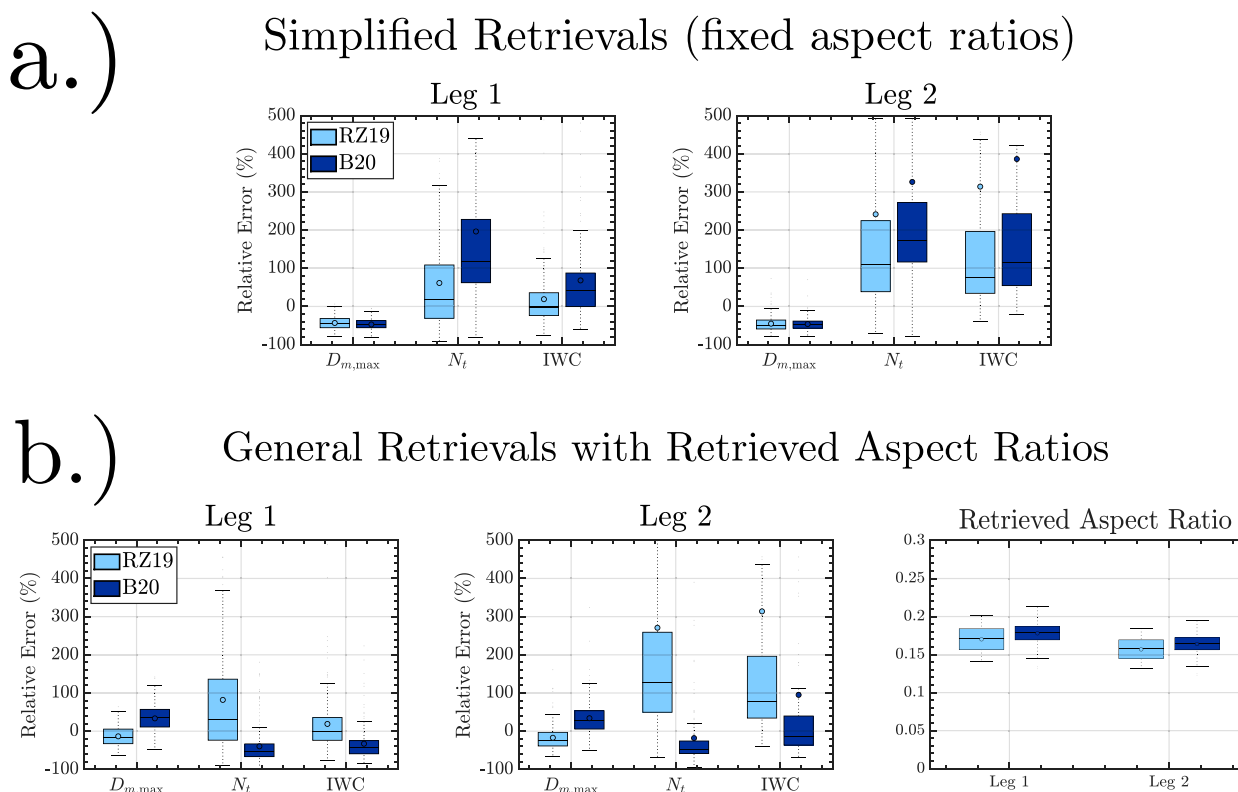 a.)
Simplified Retrievals (fixed aspect ratios)
Leg 1
Leg 2
500
400
300
200
100
0
-100
Relative Error (%)
RZ19
B20
D_{m,max}
N_t
IWC
500
400
300
200
100
0
-100
Relative Error (%)
D_{m,max}
N_t
IWC
b.)
General Retrievals with Retrieved Aspect Ratios
Leg 1
Leg 2
Retrieved Aspect Ratio
500
400
300
200
100
0
-100
Relative Error (%)
RZ19
B20
D_{m,max}
N_t
IWC
500
400
300
200
100
0
-100
Relative Error (%)
D_{m,max}
N_t
IWC
0.3
0.25
0.2
0.15
0.1
0.05
0
Leg 1
Leg 2